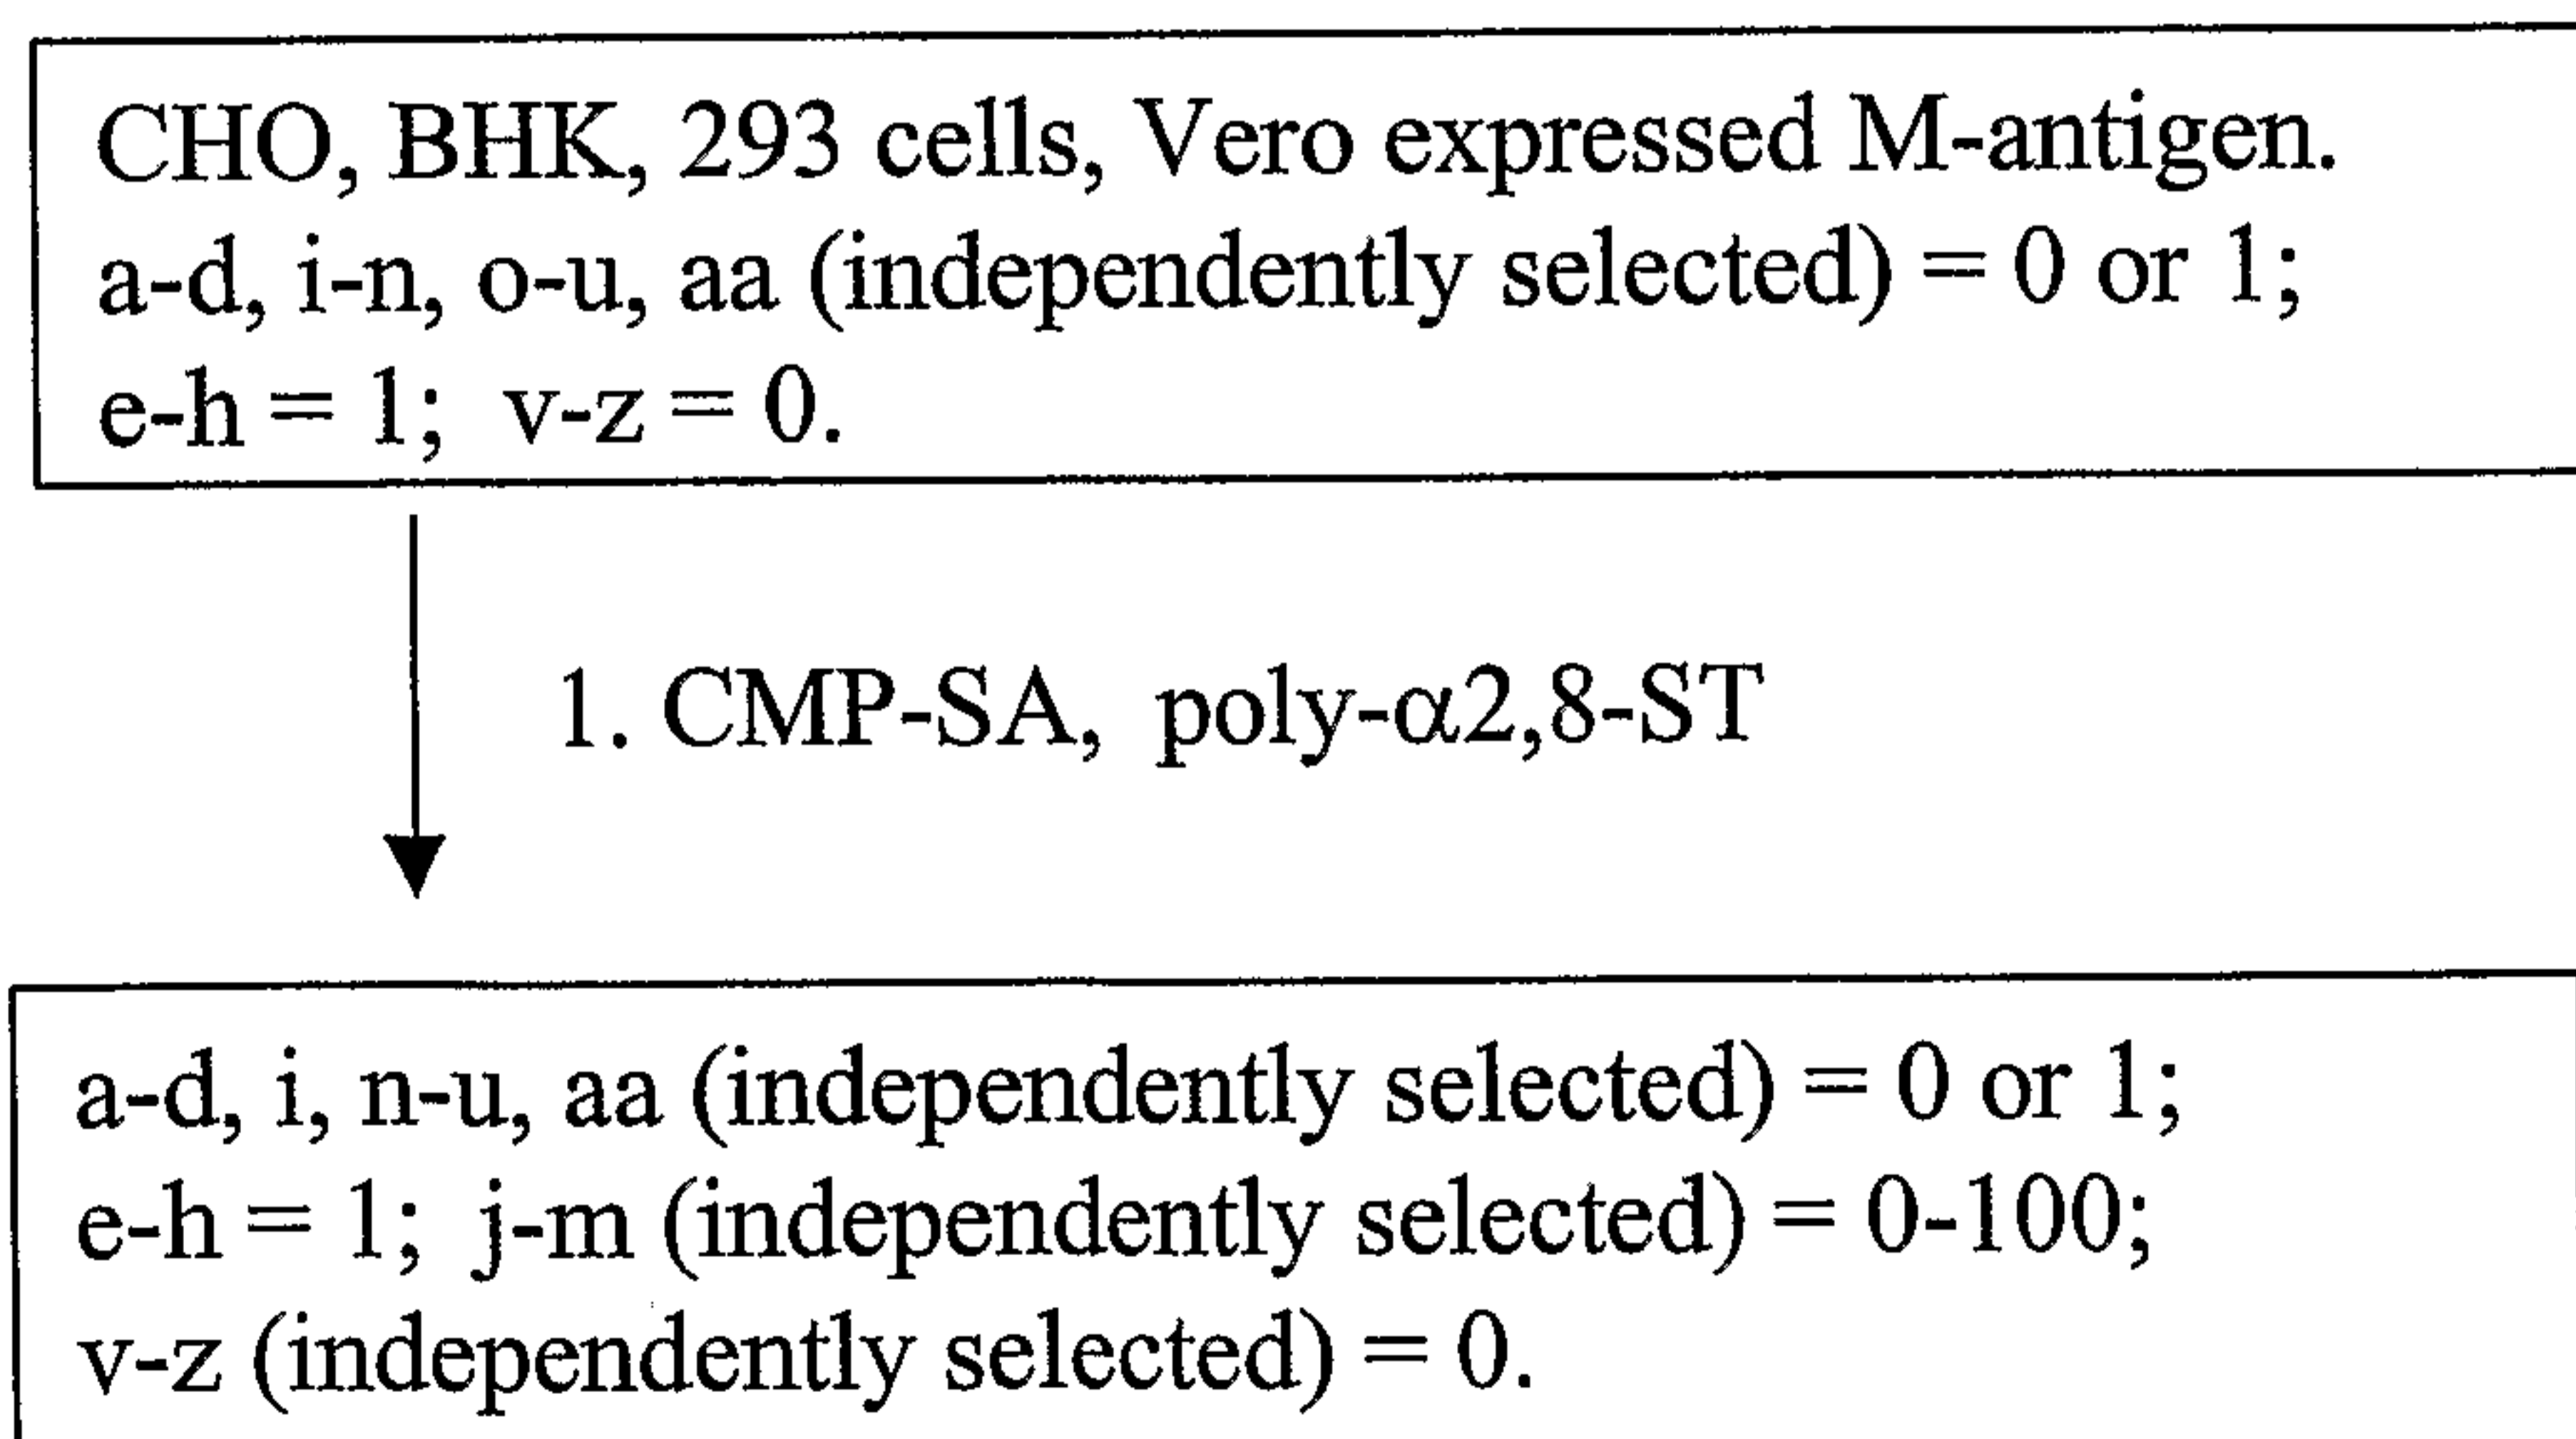 CHO, BHK, 293 cells, Vero expressed M-antigen.
a-d, i-n, o-u, aa (independently selected) = 0 or 1;
e-h = 1; v-z = 0.
1. CMP-SA, poly-α2,8-ST
a-d, i, n-u, aa (independently selected) = 0 or 1;
e-h = 1; j-m (independently selected) = 0-100;
v-z (independently selected) = 0.